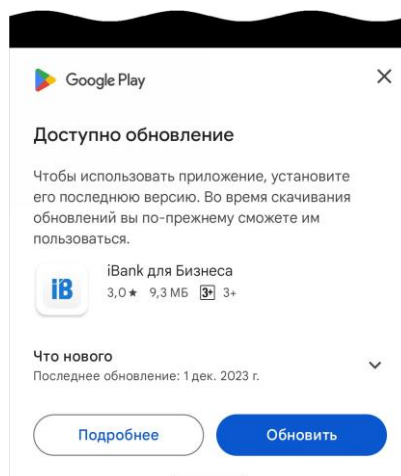 Google Play
Доступно обновление
Чтобы использовать приложение, установите
его последнюю версию. Во время скачивания
обновлений вы по-прежнему сможете им
пользоваться.
iB
iBank для Бизнеса
3,0★ 9,3 МБ 3+ 3+
Что нового
Последнее обновление: 1 дек. 2023 г.
Подробнее
Обновить